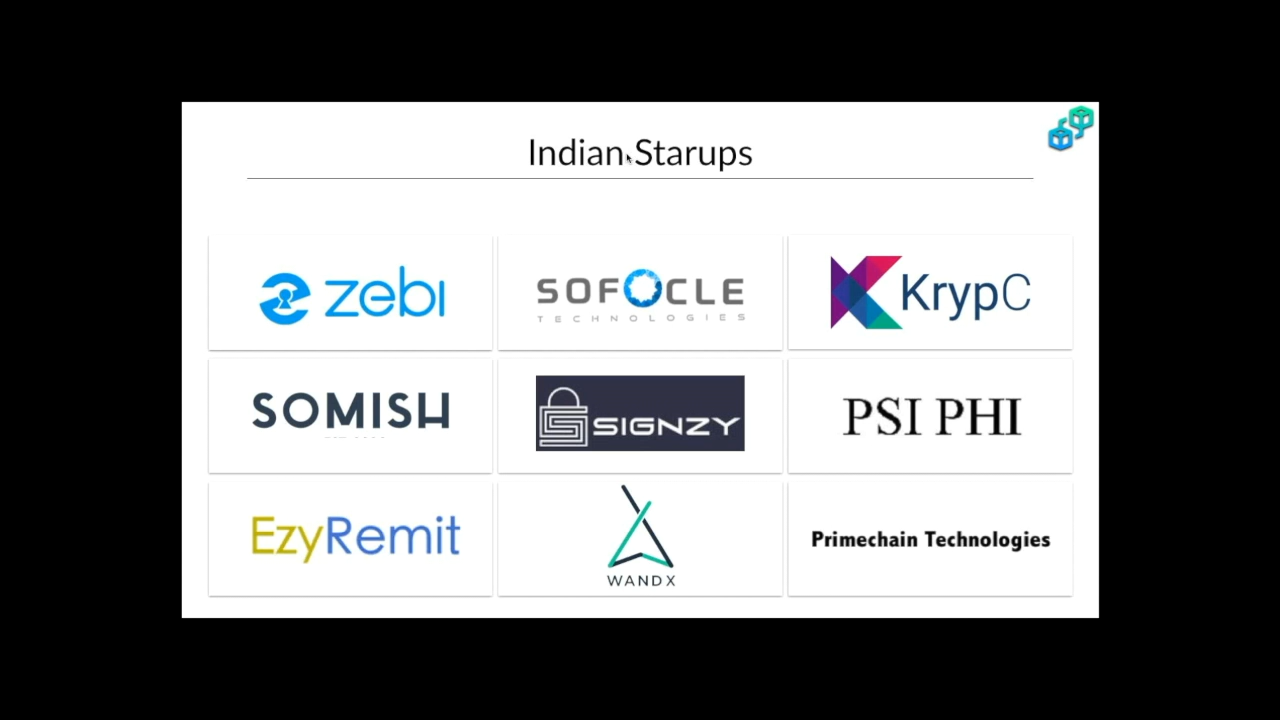 Indian Starups
zebi
SOFOCLE
TECHNOLOGIES
KrypC
SOMISH
SIGNZY
PSI PHI
EzyRemit
WANDX
Primechain Technologies